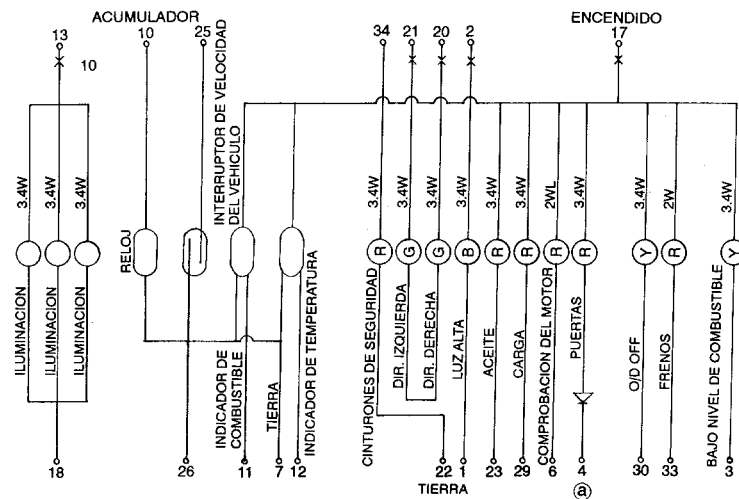 ACUMULADOR
ENCENDIDO
13
10
10
25
34
21
20
2
17
INTERRUPTOR DE VELOCIDAD
DEL VEHICULO
3.4W
3.4W
3.4W
3.4W
3.4W
3.4W
3.4W
3.4W
3.4W
2WL
3.4W
3.4W
2W
3.4W
R
G
G
B
R
R
R
R
Y
R
Y
ILUMINACION
ILUMINACION
ILUMINACION
RELOJ
INDICADOR DE
COMBUSTIBLE
TIERRA
INDICADOR DE TEMPERATURA
CINTURONES DE SEGURIDAD
DIR. IZQUIERDA
DIR. DERECHA
LUZ ALTA
ACEITE
CARGA
COMPROBACION DEL MOTOR
PUERTAS
O/D OFF
FRENOS
BAJO NIVEL DE COMBUSTIBLE
18
26
11
7
12
22
1
23
29
6
4
30
33
3
TIERRA
a